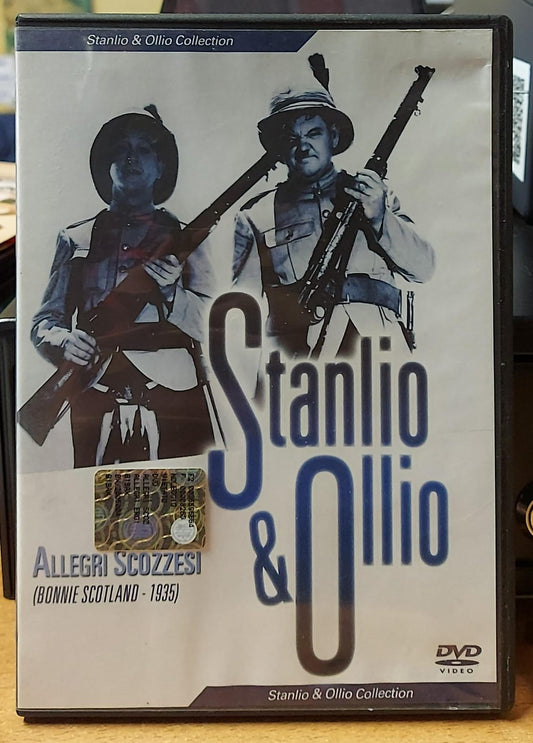 Stanlio & Ollio Collection
Stanlio
& Ollio
ALLEGRI SCOZZESI
(BONNIE SCOTLAND - 1935)
DVD
VIDEO
Stanlio & Ollio Collection